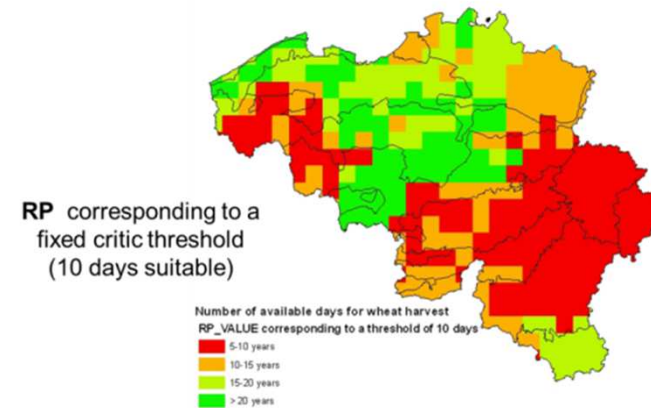 RP corresponding to a
fixed critic threshold
(10 days suitable)
Number of available days for wheat harvest
RP_VALUE corresponding to a threshold of 10 days
5-10 years
10-15 years
15-20 years
> 20 years